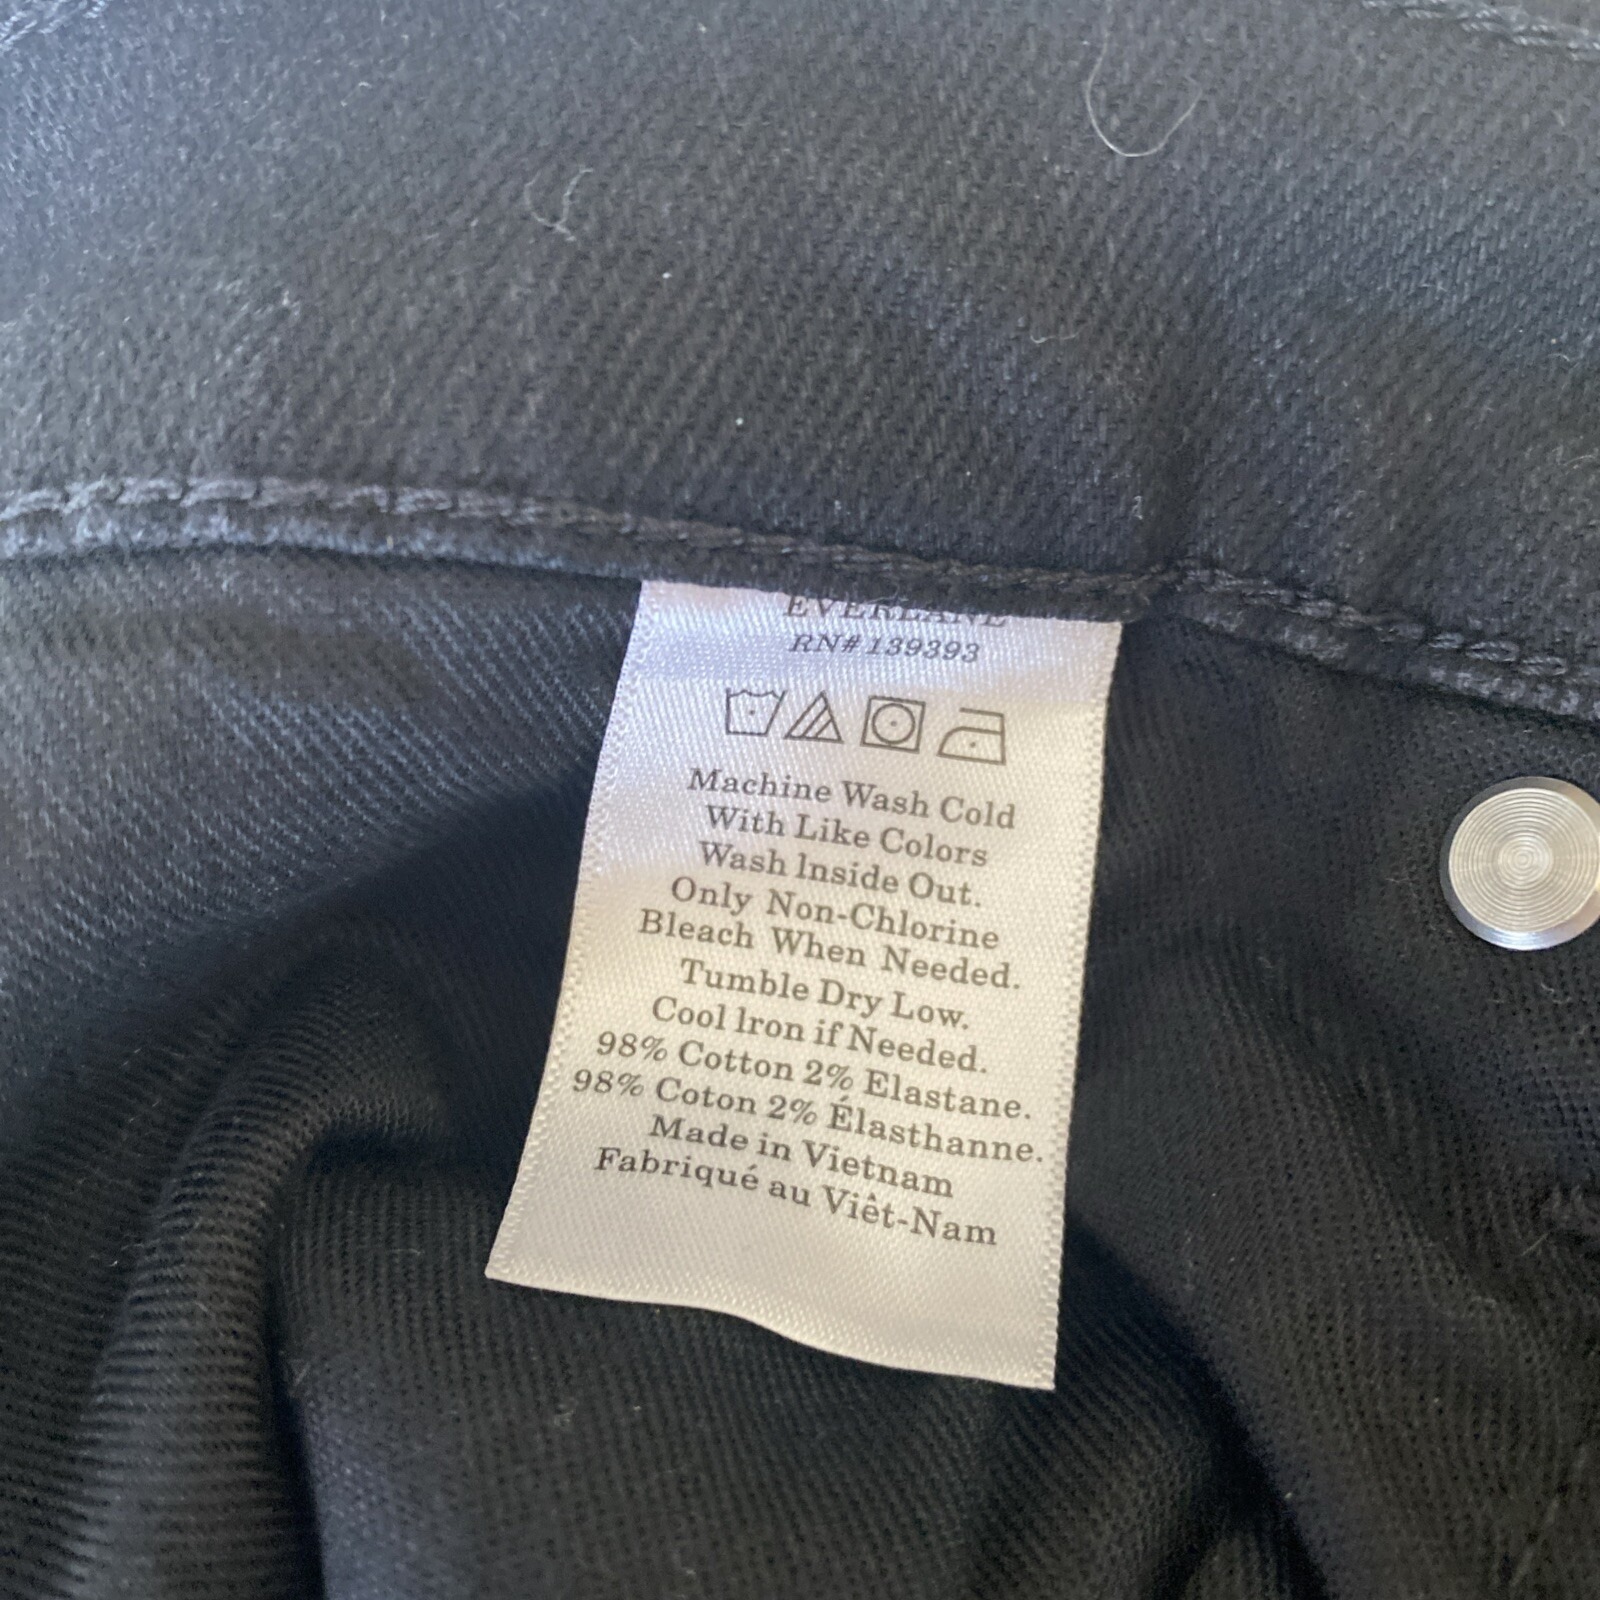 EVERLANE
RN# 139393
Machine Wash Cold
With Like Colors
Wash Inside Out.
Only Non-Chlorine
Bleach When Needed.
Tumble Dry Low.
Cool Iron if Needed.
98% Cotton 2% Elastane.
98% Coton 2% Élasthanne.
Made in Vietnam
Fabriqué au Viêt-Nam